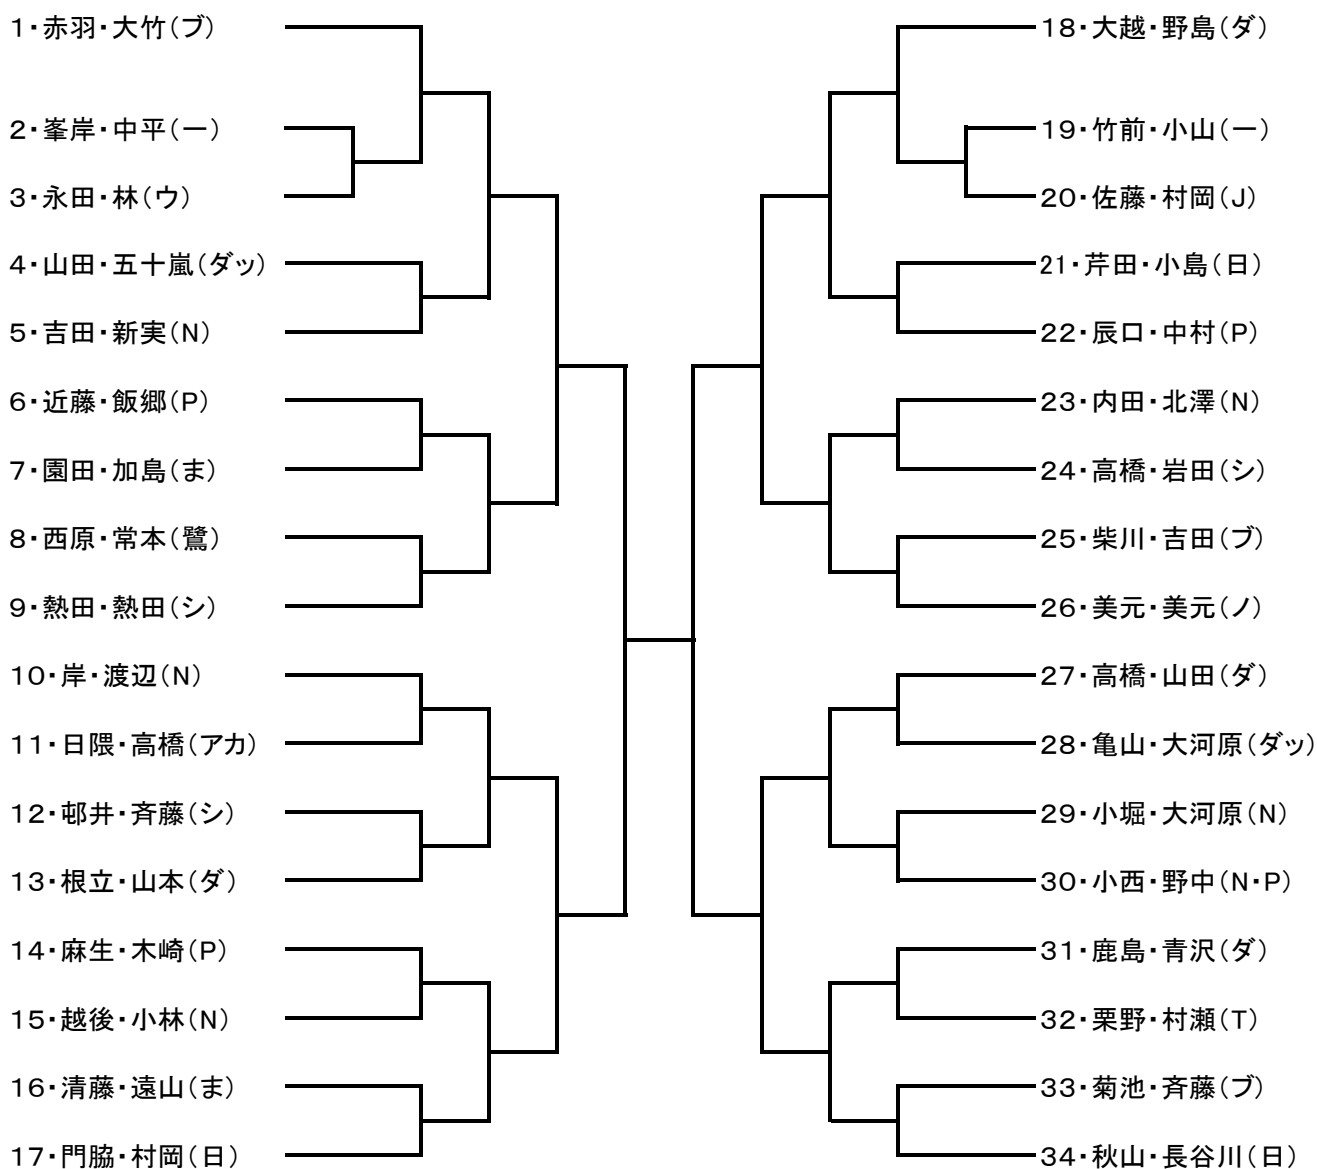 1・赤羽・大竹(ブ)
2・峯岸・中平(一)
3・永田・林(ウ)
4・山田・五十嵐(ダッ)
5・吉田・新実(N)
6・近藤・飯郷(P)
7・園田・加島(ま)
8・西原・常本(鷺)
9・熱田・熱田(シ)
10・岸・渡辺(N)
11・日隈・高橋(アカ)
12・邨井・斉藤(シ)
13・根立・山本(ダ)
14・麻生・木崎(P)
15・越後・小林(N)
16・清藤・遠山(ま)
17・門脇・村岡(日)
18・大越・野島(ダ)
19・竹前・小山(一)
20・佐藤・村岡(J)
21・芹田・小島(日)
22・辰口・中村(P)
23・内田・北澤(N)
24・高橋・岩田(シ)
25・柴川・吉田(ブ)
26・美元・美元(ノ)
27・高橋・山田(ダ)
28・亀山・大河原(ダッ)
29・小堀・大河原(N)
30・小西・野中(N・P)
31・鹿島・青沢(ダ)
32・栗野・村瀬(T)
33・菊池・斉藤(ブ)
34・秋山・長谷川(日)